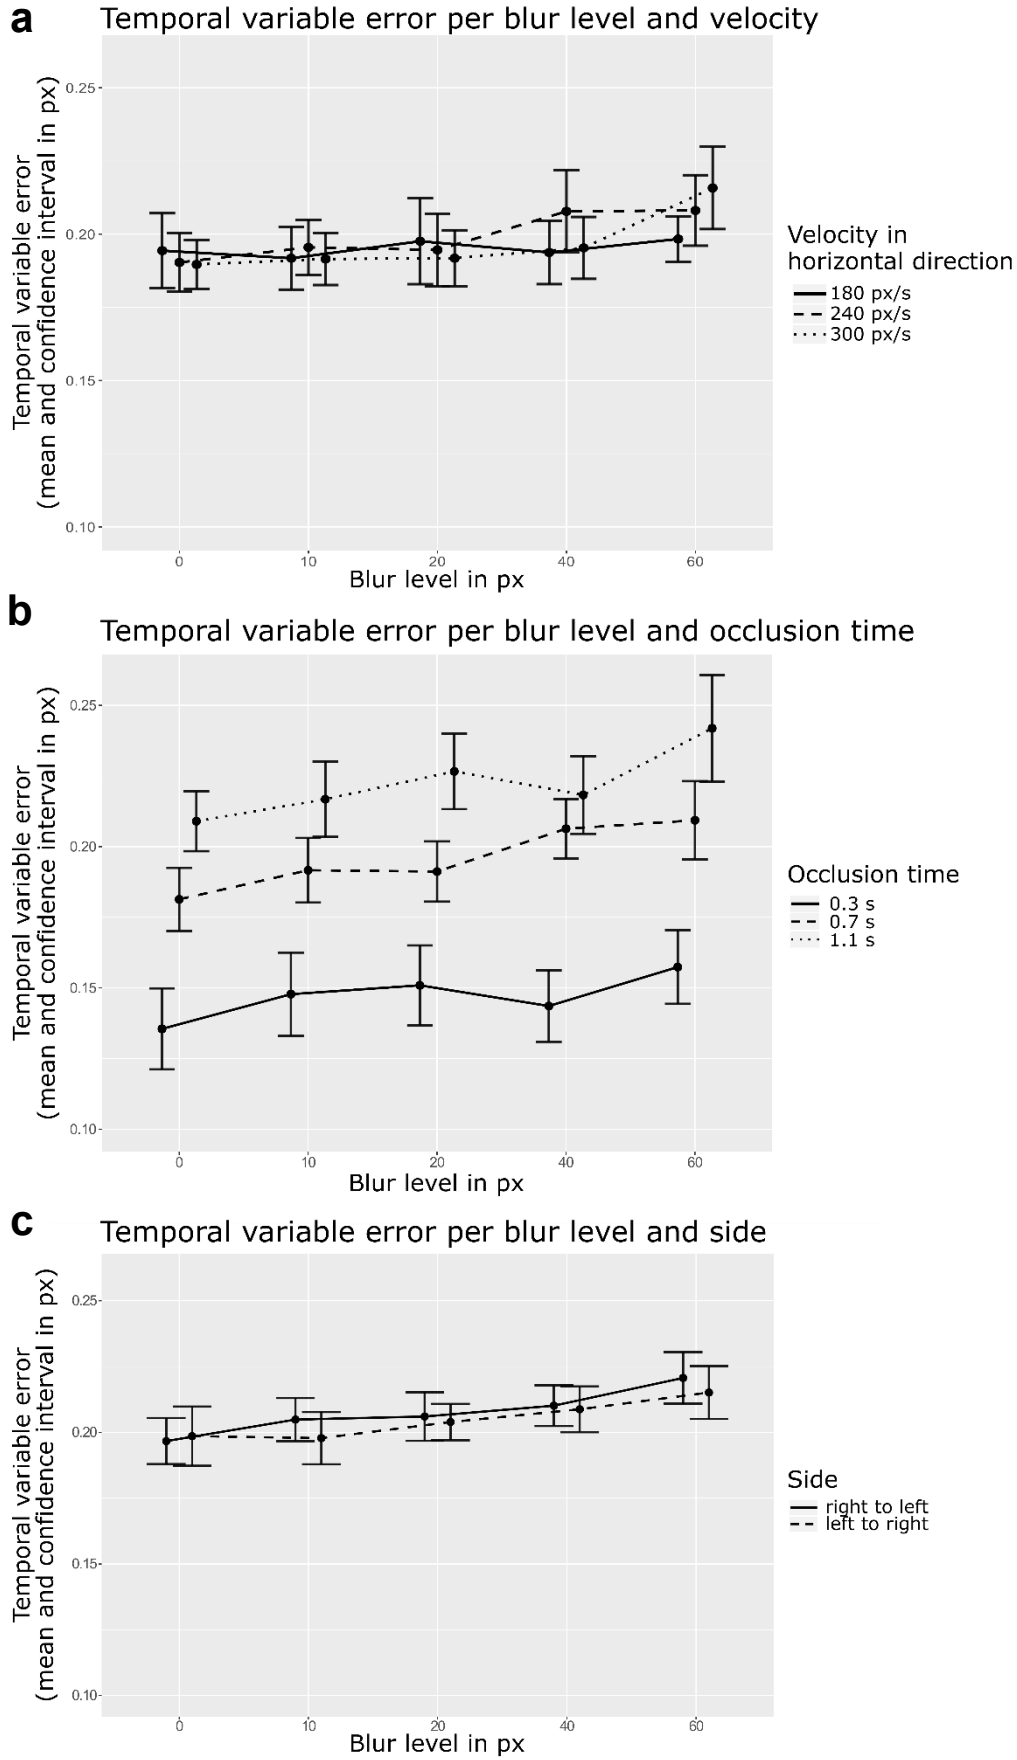 a
Temporal variable error per blur level and velocity
Temporal variable error
(mean and confidence interval in px)
0.25
0.20
0.15
0.10
0 10 20 40 60
Blur level in px
Velocity in
horizontal direction
180 px/s
240 px/s
300 px/s
b
Temporal variable error per blur level and occlusion time
Temporal variable error
(mean and confidence interval in px)
0.25
0.20
0.15
0.10
0 10 20 40 60
Blur level in px
Occlusion time
0.3 s
0.7 s
1.1 s
c
Temporal variable error per blur level and side
Temporal variable error
(mean and confidence interval in px)
0.25
0.20
0.15
0.10
0 10 20 40 60
Blur level in px
Side
right to left
left to right